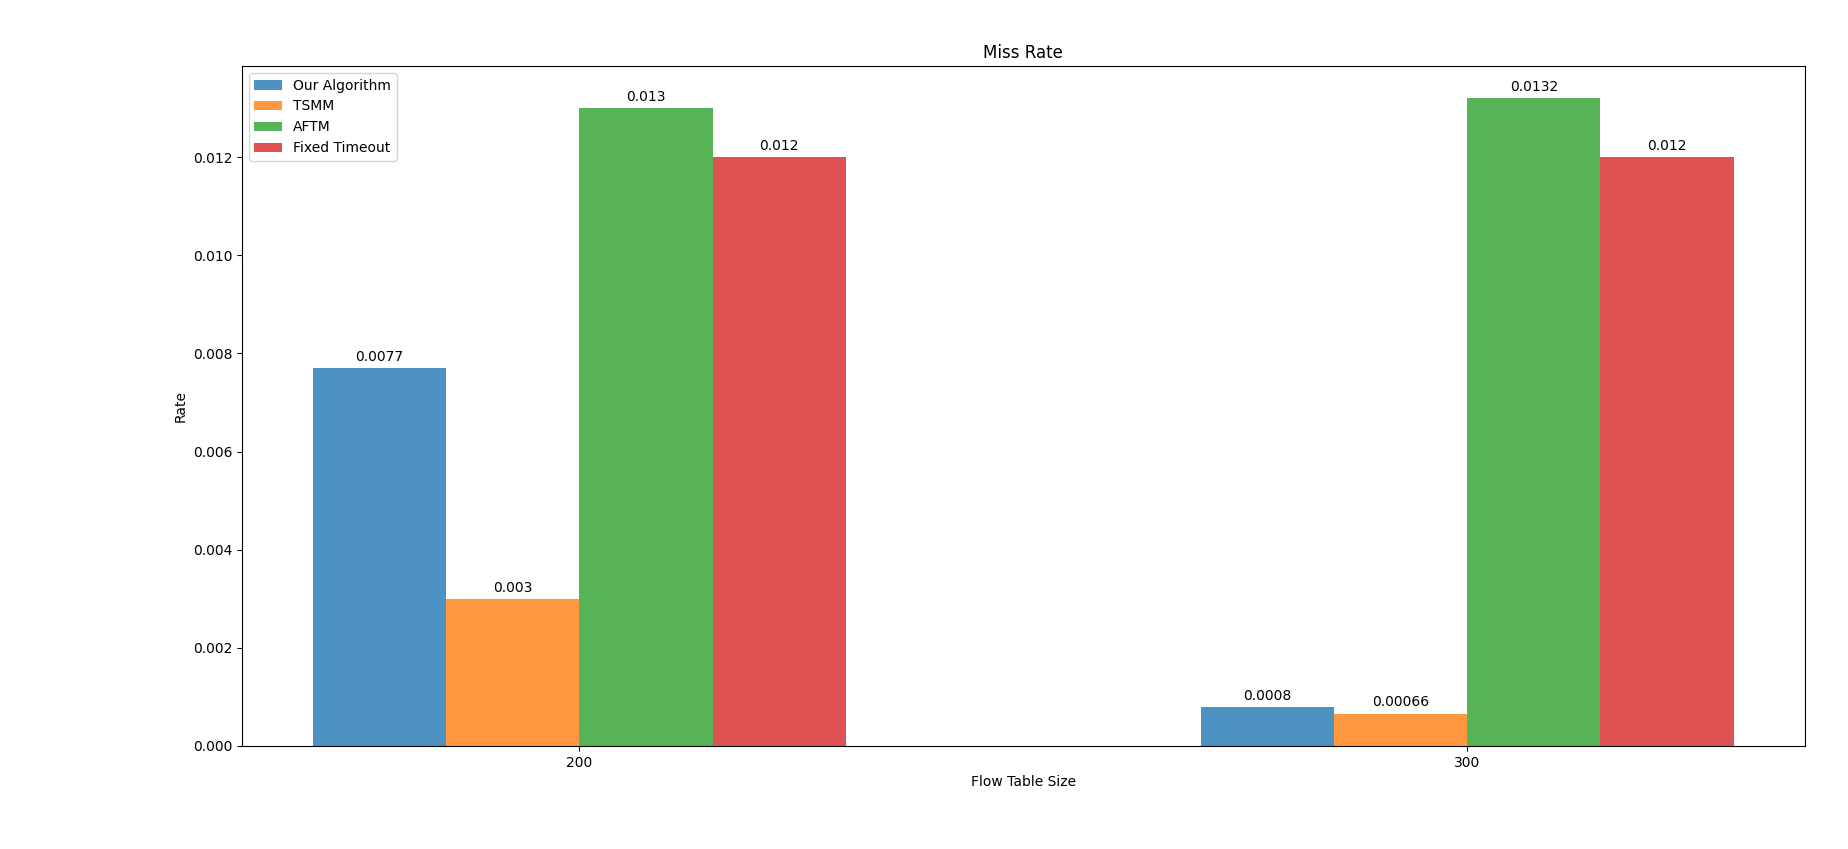 Miss Rate
Our Algorithm
TSMM
AFTM
Fixed Timeout
0.013
0.0132
0.012
0.012
0.012
0.010
0.0077
0.008
Rate
0.006
0.003
0.004
0.002
0.0008
0.00066
0.000
200
300
Flow Table Size